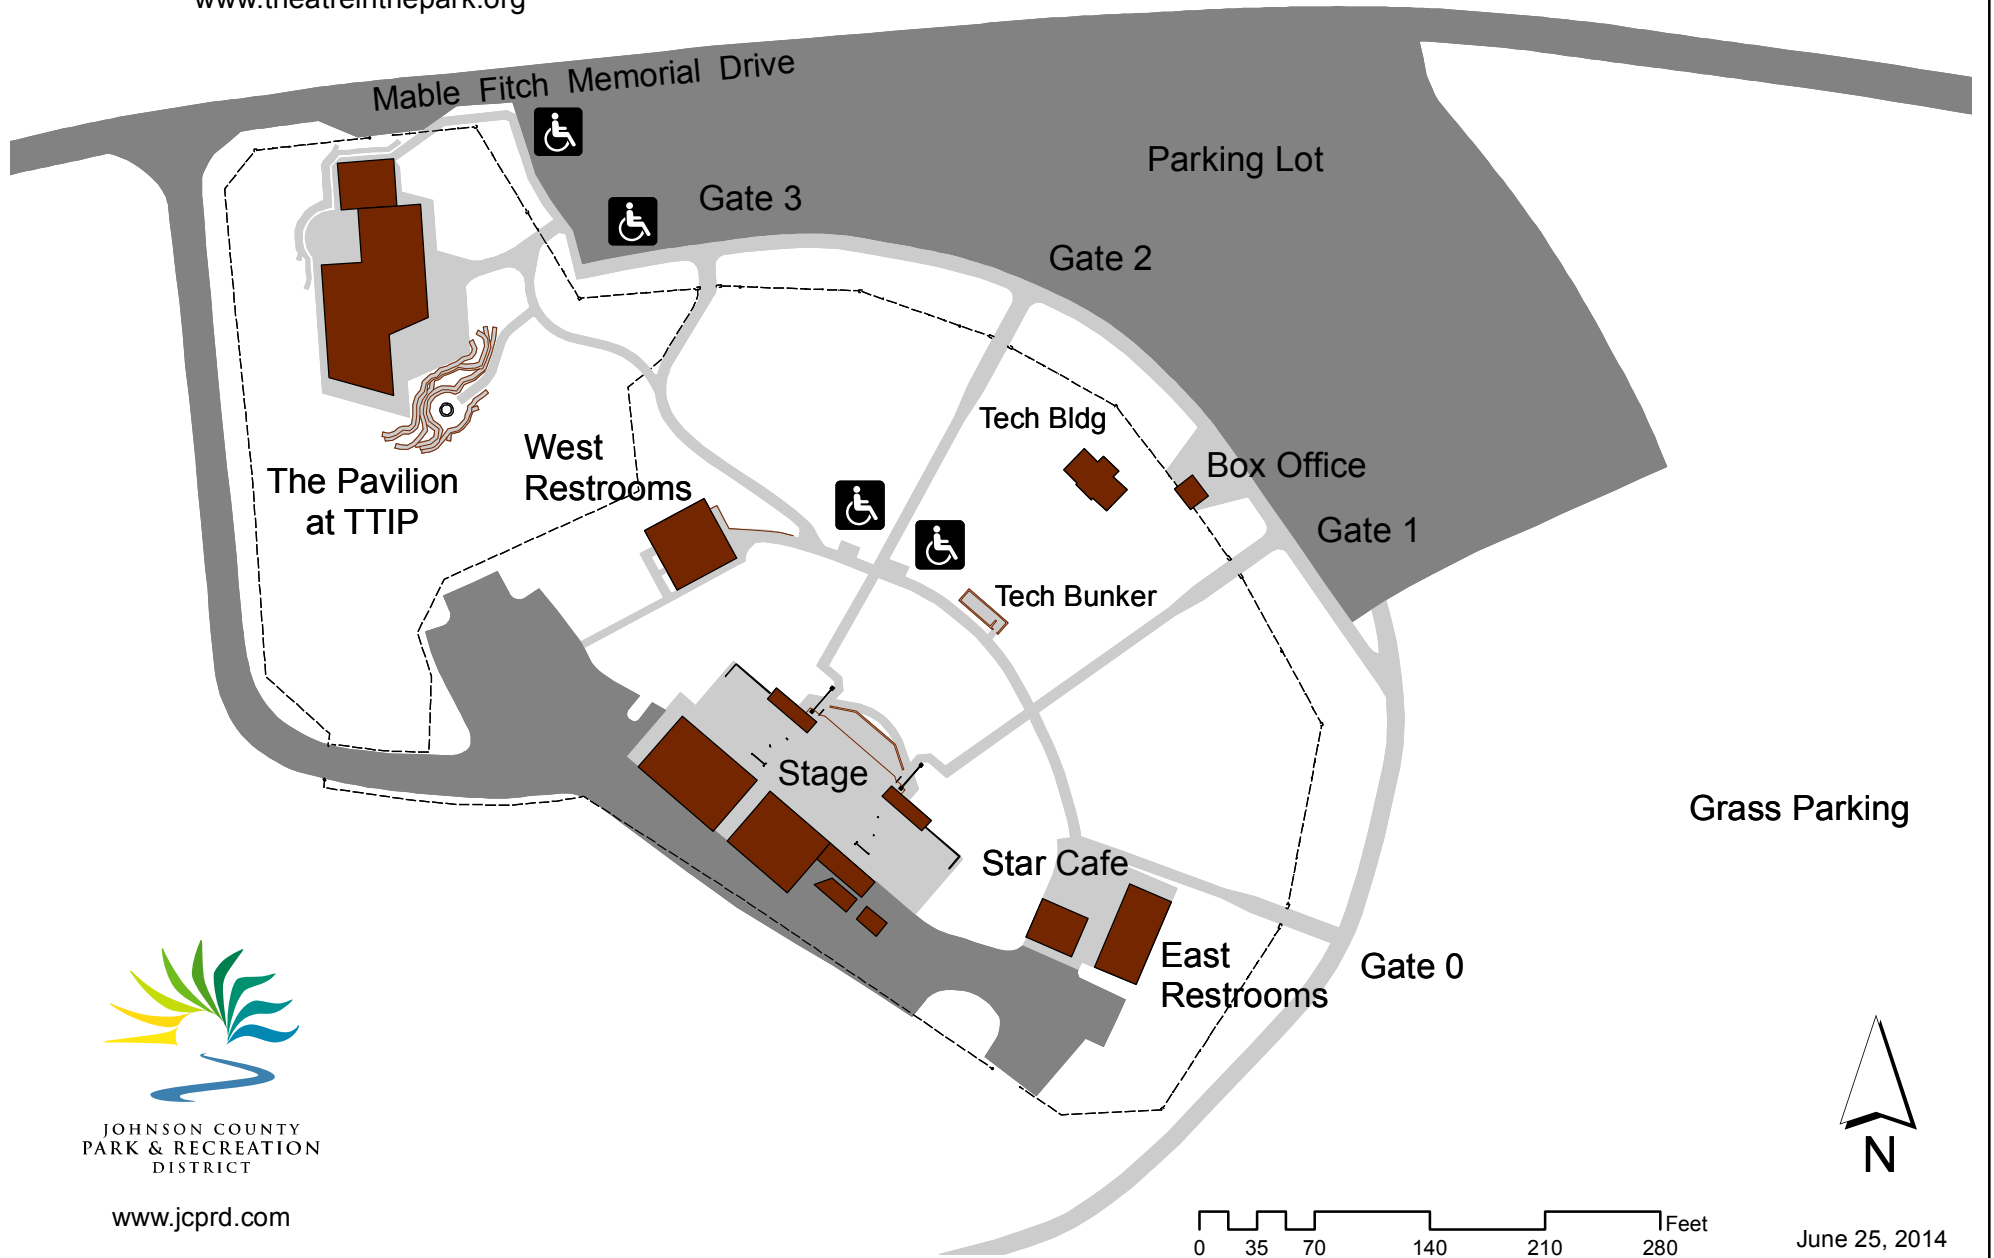 www.theatreinthepark.org
Mable Fitch Memorial Drive
Parking Lot
Gate 3
Gate 2
Tech Bldg
West
Restrooms
Box Office
The Pavilion
at TTIP
Gate 1
Tech Bunker
Stage
Grass Parking
Star Cafe
East
Restrooms
Gate 0
JOHNSON COUNTY
PARK & RECREATION
DISTRICT
www.jcprd.com
N
Feet
0 35 70 140 210 280
June 25, 2014